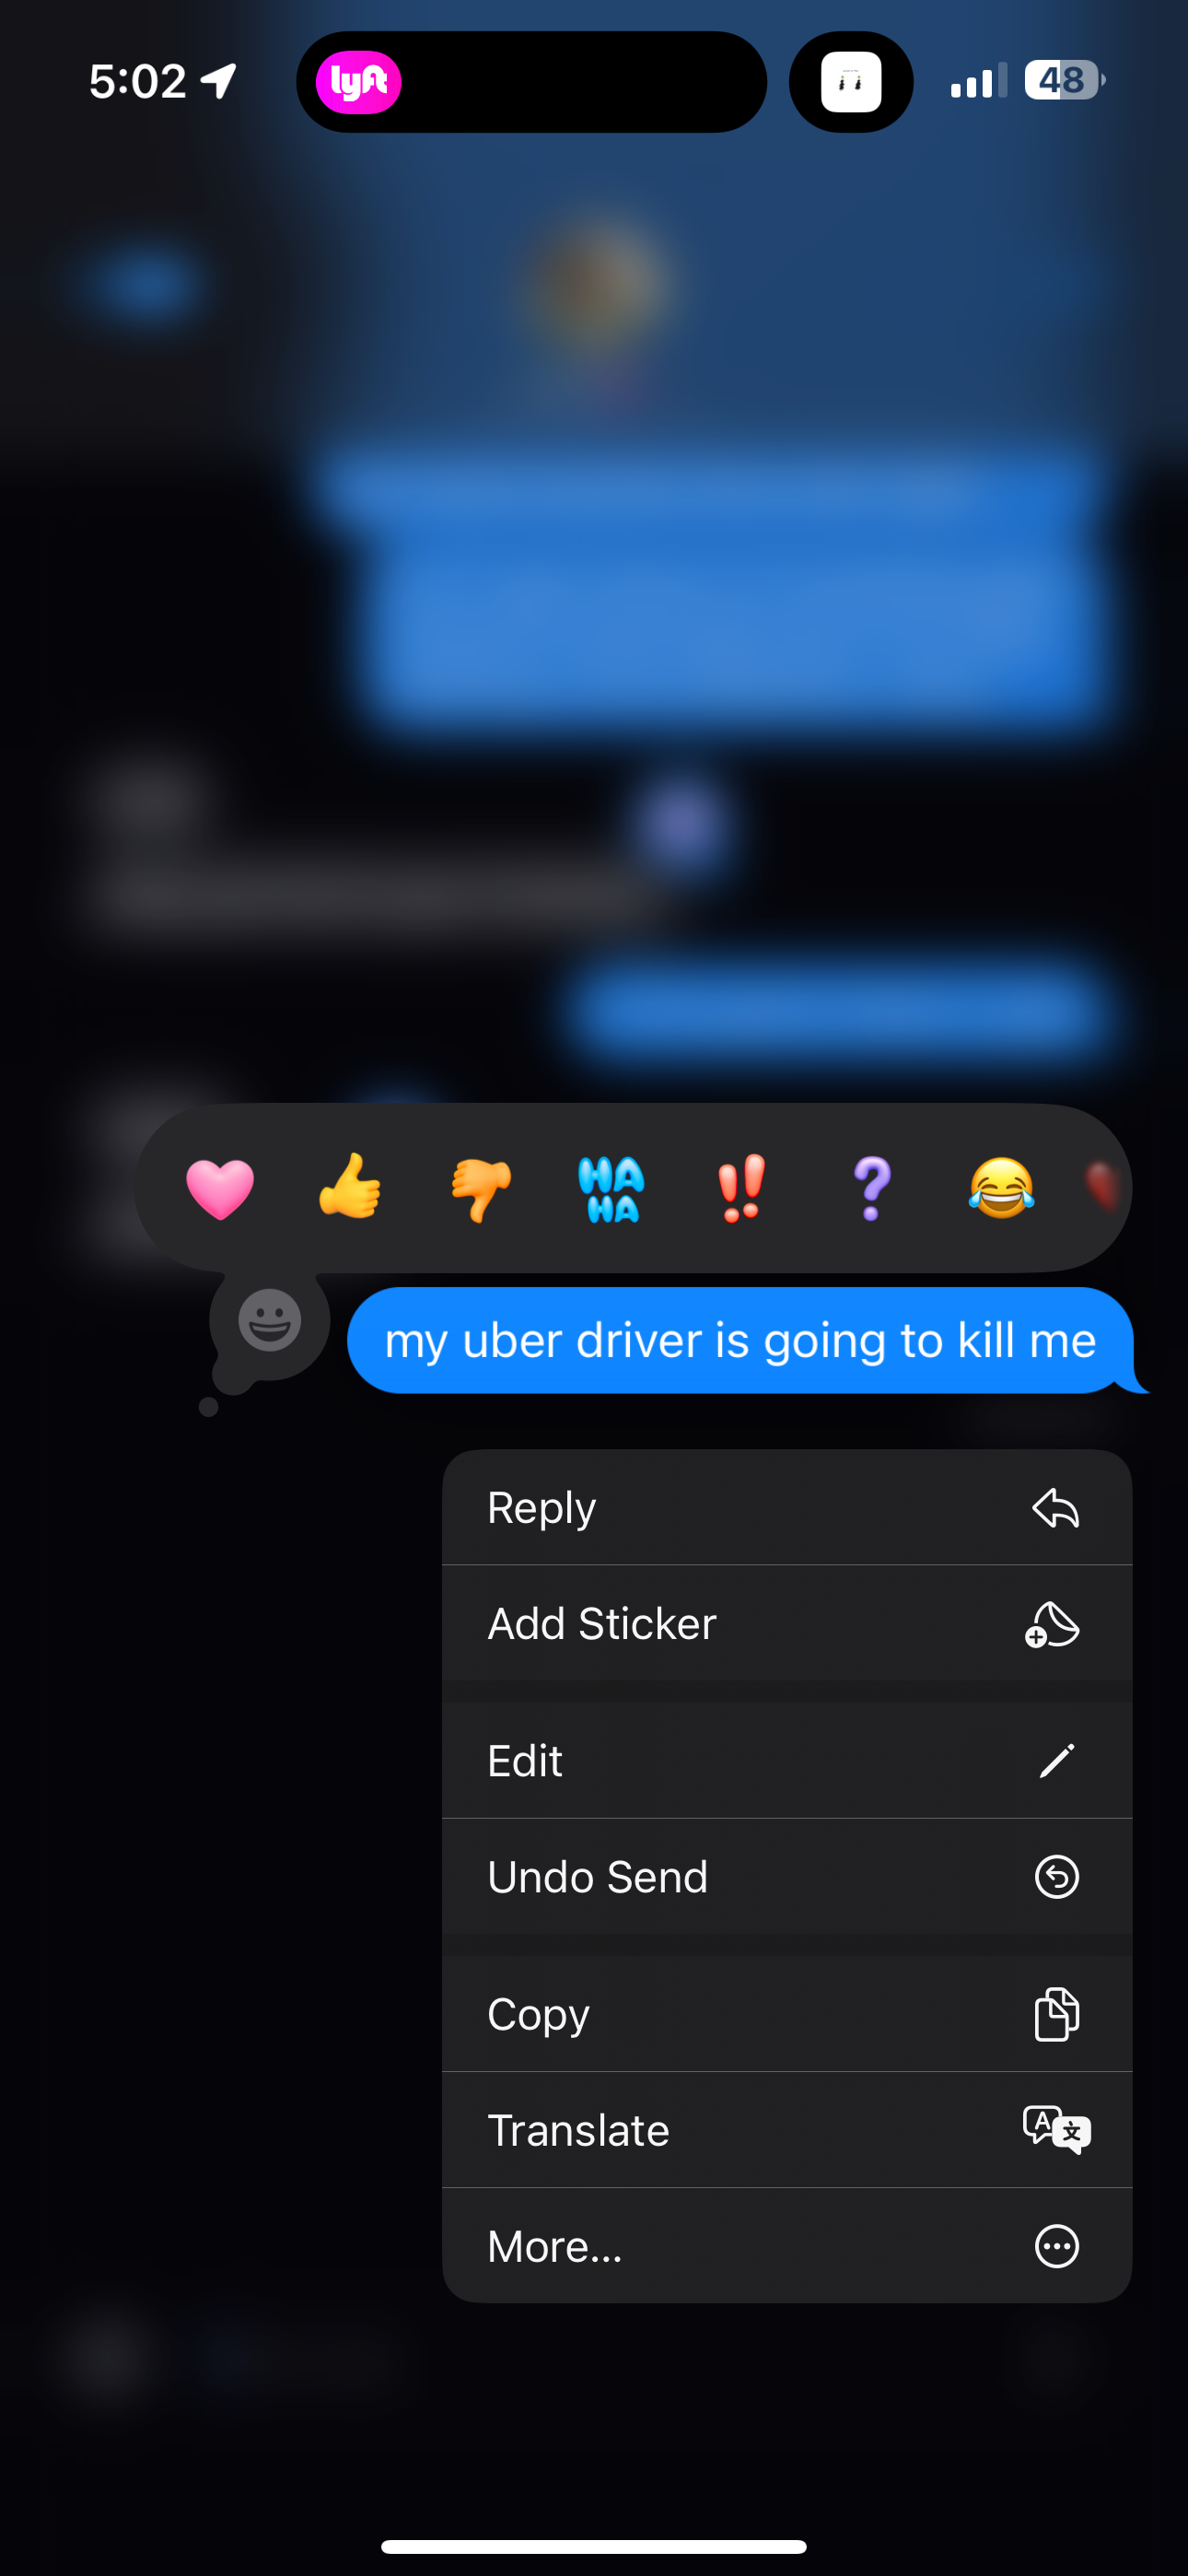 5:02
lyft
48
HA
HA
my uber driver is going to kill me
Reply
Add Sticker
Edit
Undo Send
Copy
Translate
A 文
More...